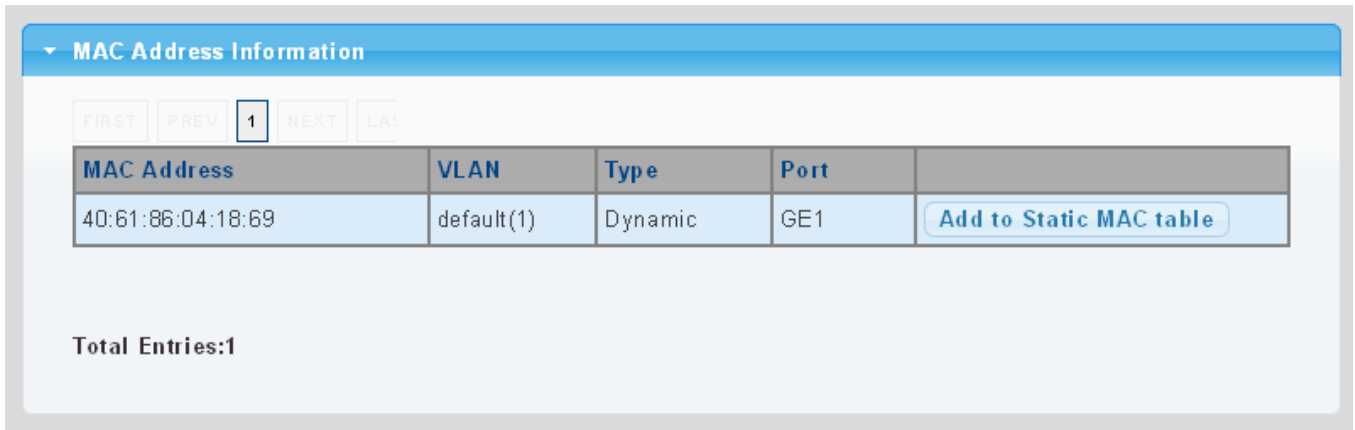 MAC Address Information
FIRST PREV 1 NEXT
MAC Address VLAN Type Port
40:61:86:04:18:69 default(1) Dynamic GE1 Add to Static MAC table
Total Entries:1